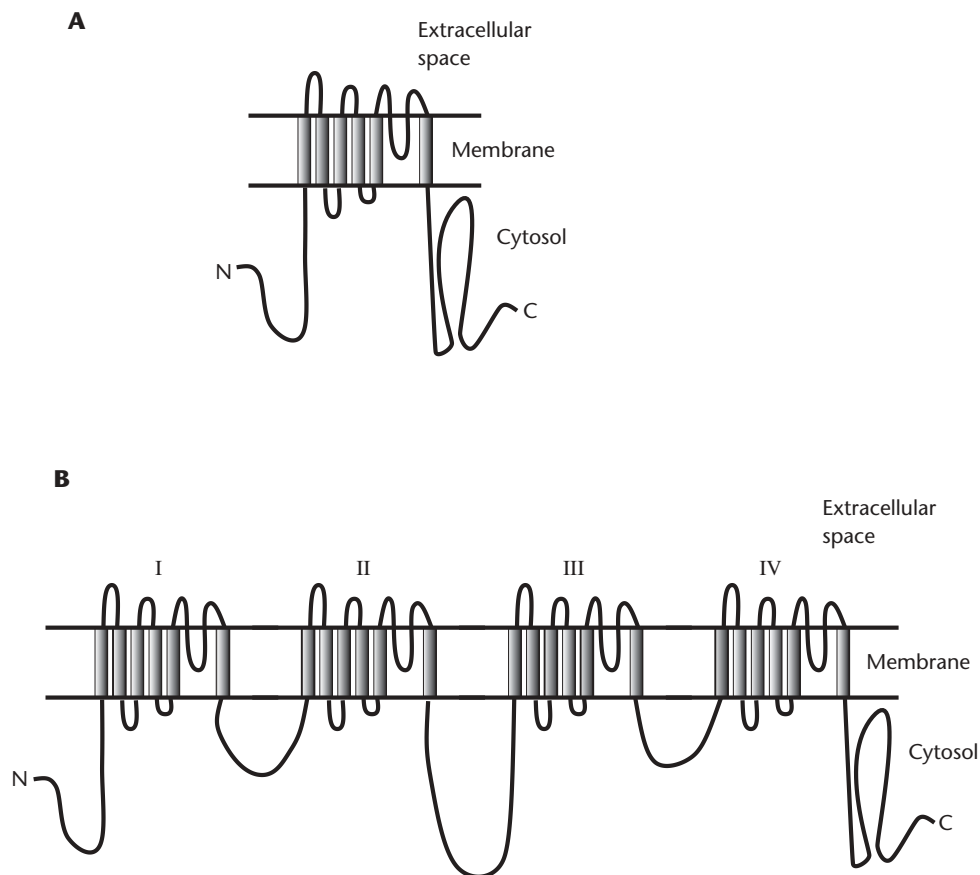 A
Extracellular
space
Membrane
Cytosol
N
C
B
Extracellular
space
I
II
III
IV
Membrane
Cytosol
N
C